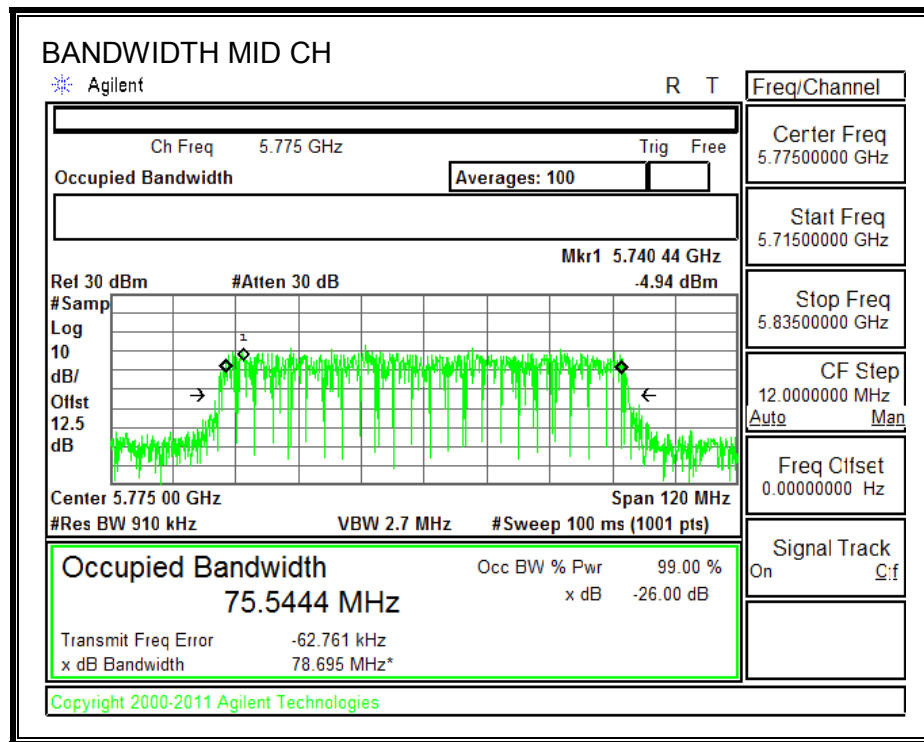 BANDWIDTH MID CH
Agilent R T
Freq/Channel
Ch Freq 5.775 GHz Trig Free
Occupied Bandwidth Averages: 100
Mkr1 5.740 44 GHz
Ref 30 dBm #Atten 30 dB -4.94 dBm
#Samp
Log
10
dB/
Offst
12.5
dB
1
Center 5.775 00 GHz Span 120 MHz
#Res BW 910 kHz VBW 2.7 MHz #Sweep 100 ms (1001 pts)
Occupied Bandwidth Occ BW % Pwr 99.00 %
75.5444 MHz x dB -26.00 dB
Transmit Freq Error -62.761 kHz
x dB Bandwidth 78.695 MHz*
Copyright 2000-2011 Agilent Technologies
Center Freq
5.77500000 GHz
Start Freq
5.71500000 GHz
Stop Freq
5.83500000 GHz
CF Step
12.0000000 MHz
Auto Man
Freq Offset
0.00000000 Hz
Signal Track
On Off